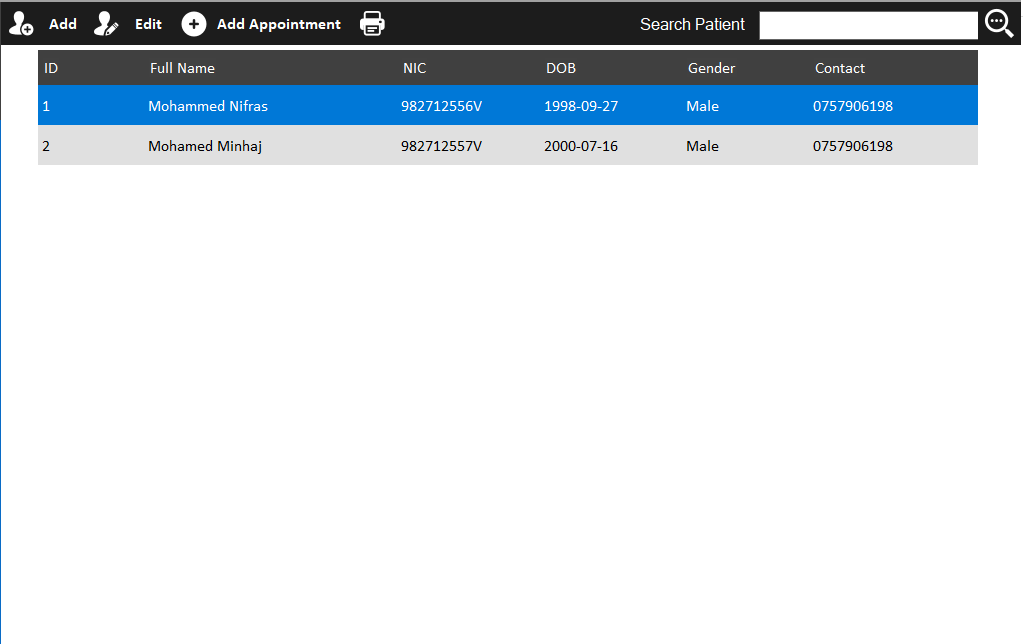 Add Edit Add Appointment Search Patient
ID Full Name NIC DOB Gender Contact
1 Mohammed Nifras 982712556V 1998-09-27 Male 0757906198
2 Mohamed Minhaj 982712557V 2000-07-16 Male 0757906198